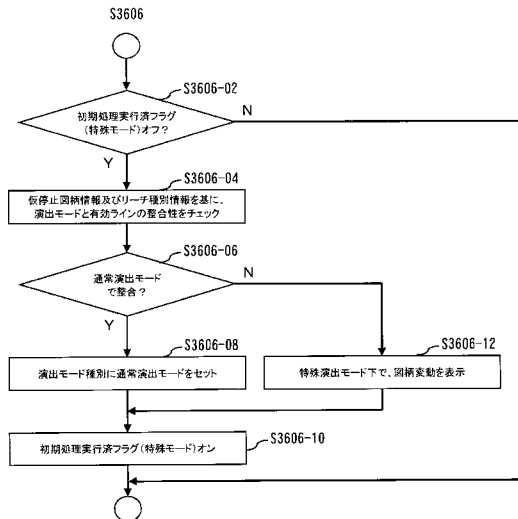 S3606
S3606-02
初期処理実行済フラグ
(特殊モード)オフ?
N
Y
S3606-04
仮停止図柄情報及びリーチ種別情報を基に、
演出モードと有効ラインの整合性をチェック
S3606-06
通常演出モード
で整合?
N
Y
S3606-08
演出モード種別に通常演出モードをセット
S3606-12
特殊演出モード下で、図柄変動を表示
S3606-10
初期処理実行済フラグ(特殊モード)オン